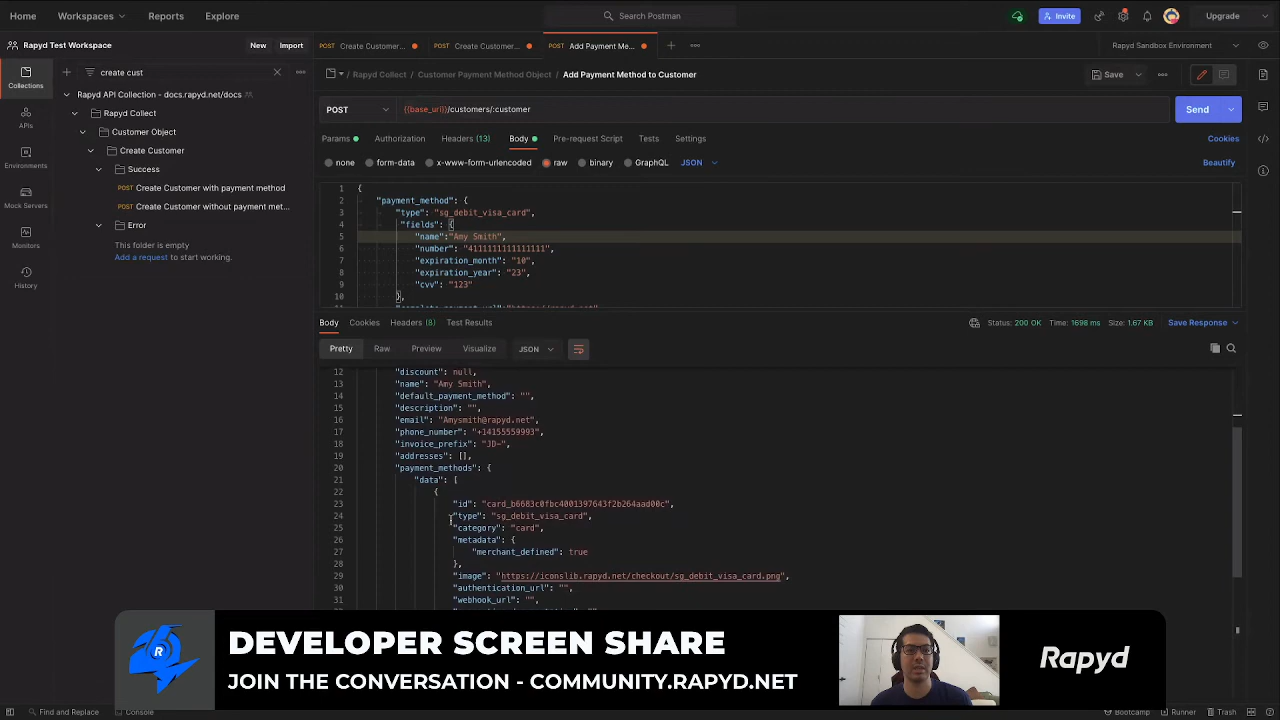 Home Workspaces Reports Explore Search Postman Invite Upgrade
Rapyd Test Workspace New Import POST Create Customer... POST Create Customer... POST Add Payment Me... Rapyd Sandbox Environment
create cust
Rapyd Collect / Customer Payment Method Object / Add Payment Method to Customer Save
Collections
Rapyd API Collection - docs.rapyd.net/docs
Rapyd Collect
Customer Object
Create Customer
Success
POST Create Customer with payment method
POST Create Customer without payment met...
Error
This folder is empty
Add a request to start working.
APIs
Environments
Mock Servers
Monitors
History
POST {{base_uri}}/customers/:customer Send
Params Authorization Headers (13) Body Pre-request Script Tests Settings Cookies
none form-data x-www-form-urlencoded raw binary GraphQL JSON Beautify
1 {
2 "payment_method": {
3 "type": "sg_debit_visa_card",
4 "fields": {
5 "name":"Amy Smith",
6 "number": "4111111111111111",
7 "expiration_month": "10",
8 "expiration_year": "23",
9 "cvv": "123"
10 },
Body Cookies Headers (8) Test Results Status: 200 OK Time: 1698 ms Size: 1.67 KB Save Response
Pretty Raw Preview Visualize JSON
12 "discount": null,
13 "name": "Amy Smith",
14 "default_payment_method": "",
15 "description": "",
16 "email": "Amysmith@rapyd.net",
17 "phone_number": "+14155559993",
18 "invoice_prefix": "JD-",
19 "addresses": [],
20 "payment_methods": {
21 "data": [
22 {
23 "id": "card_b6683c0fbc4001397643f2b264aad00c",
24 "type": "sg_debit_visa_card",
25 "category": "card",
26 "metadata": {
27 "merchant_defined": true
28 },
29 "image": "https://iconslib.rapyd.net/checkout/sg_debit_visa_card.png",
30 "authentication_url": "",
31 "webhook_url": "",
R
DEVELOPER SCREEN SHARE
JOIN THE CONVERSATION - COMMUNITY.RAPYD.NET
Rapyd
Find and Replace Console Bootcamp Runner Trash